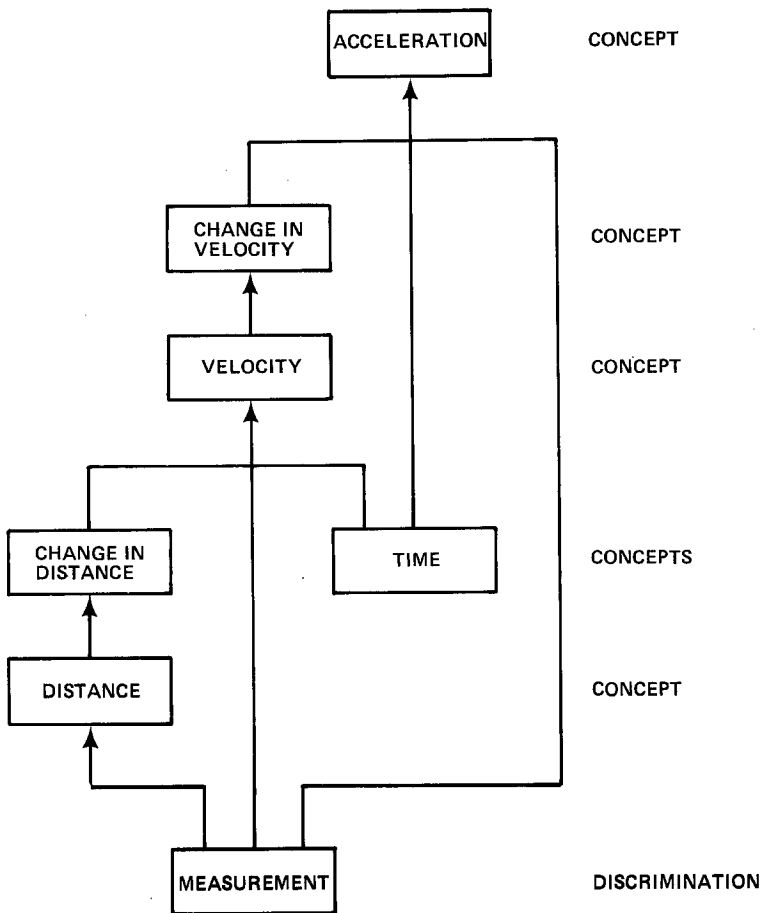 ACCELERATION
CONCEPT
CHANGE IN
VELOCITY
CONCEPT
VELOCITY
CONCEPT
CHANGE IN
DISTANCE
TIME
CONCEPTS
DISTANCE
CONCEPT
MEASUREMENT
DISCRIMINATION